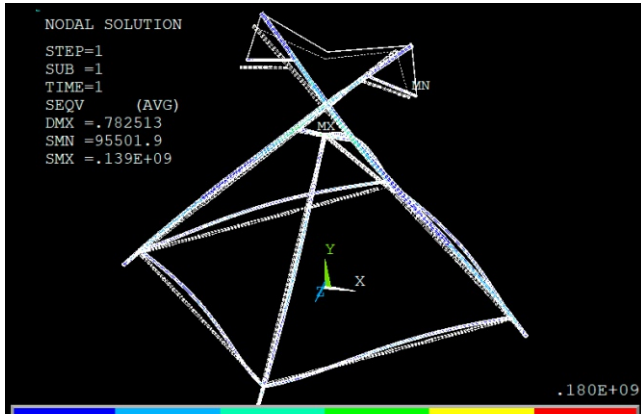 NODAL SOLUTION
STEP=1
SUB =1
TIME=1
SEQV (AVG)
DMX =.782513
SMN =95501.9
SMX =.139E+09
MN
MX
Y
X
Z
.180E+09